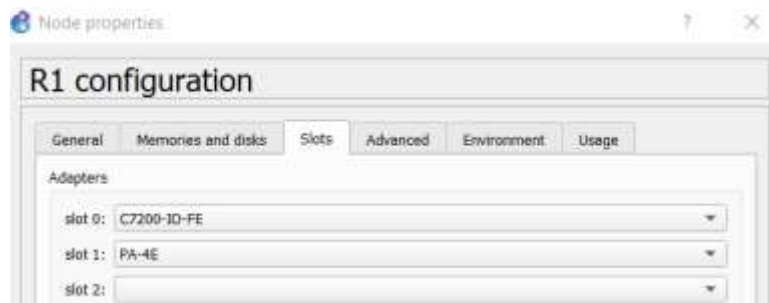 Node properties ?
R1 configuration
General Memories and disks Slots Advanced Environment Usage
Adapters
slot 0: C7200-IO-FE
slot 1: PA-4E
slot 2: